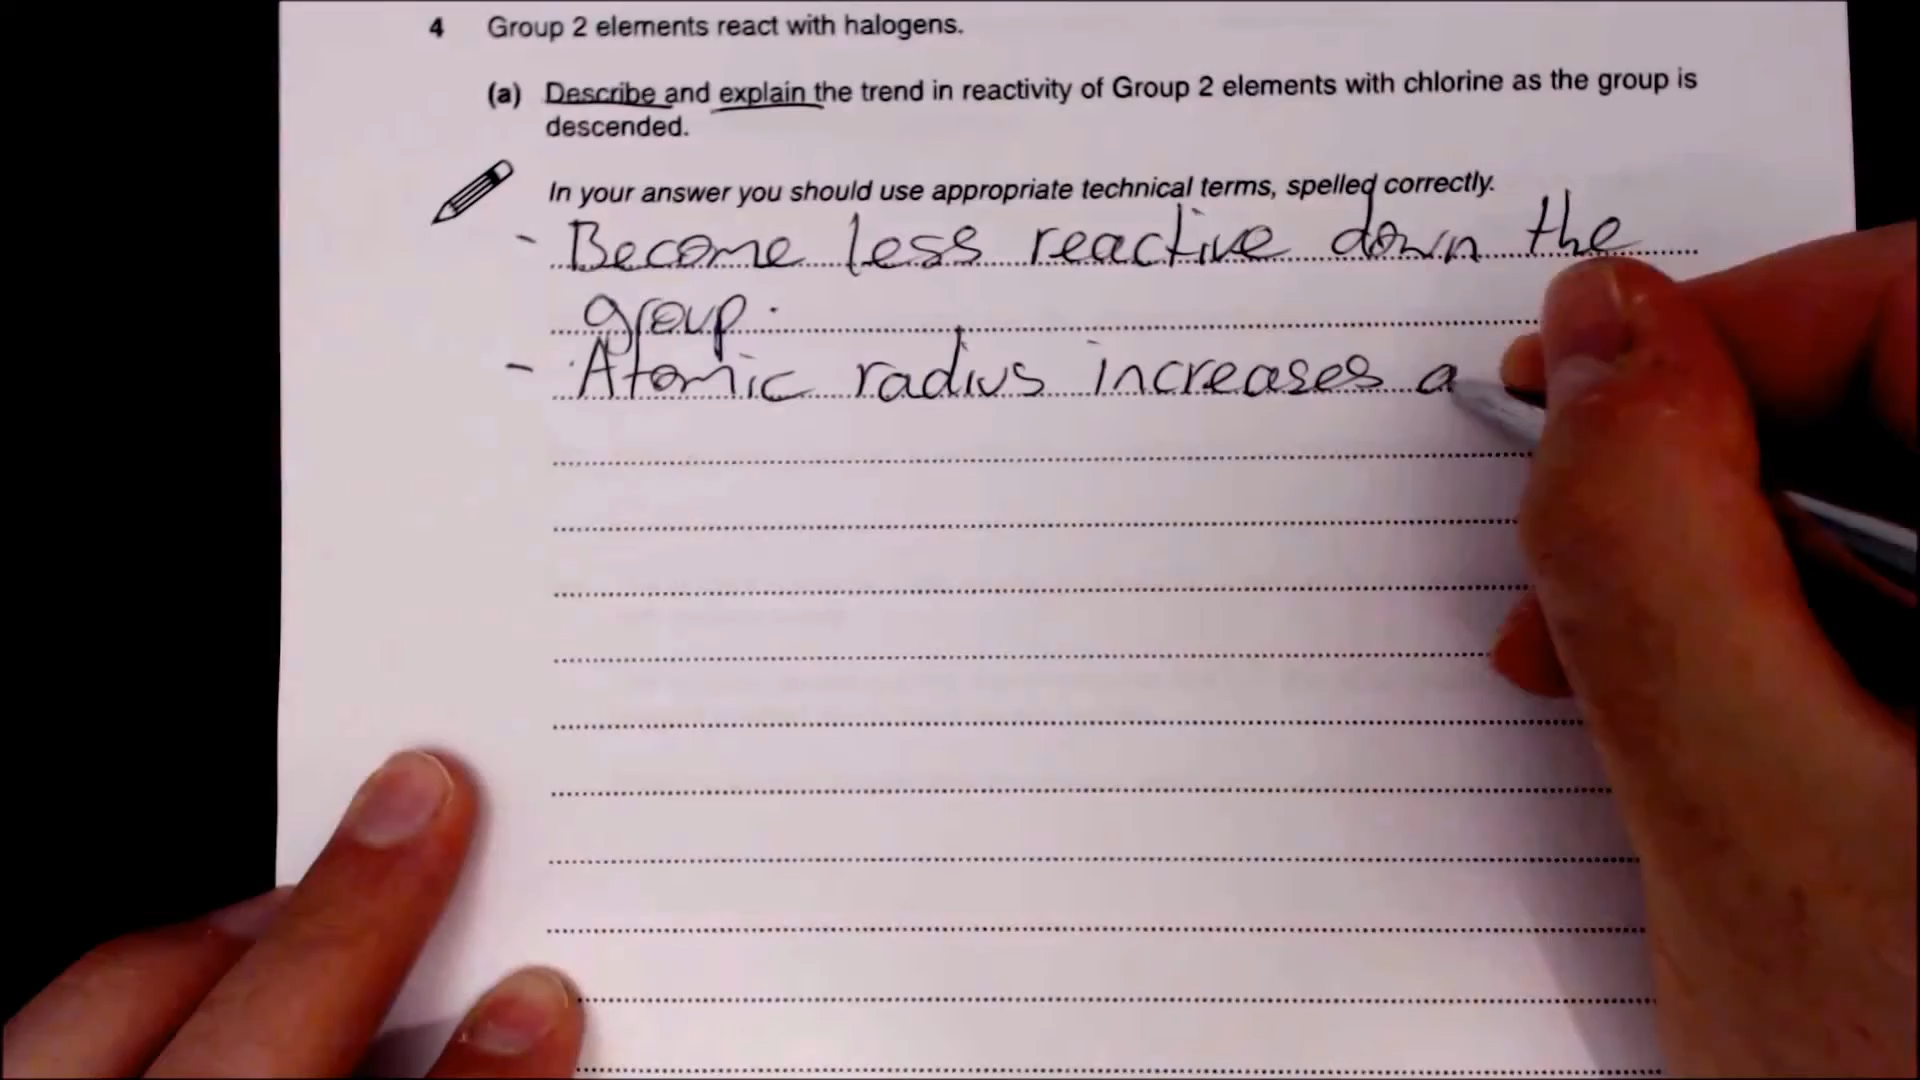 4 Group 2 elements react with halogens.
(a) Describe and explain the trend in reactivity of Group 2 elements with chlorine as the group is
descended.
In your answer you should use appropriate technical terms, spelled correctly.
- Become less reactive down the
group.
- Atomic radius increases a